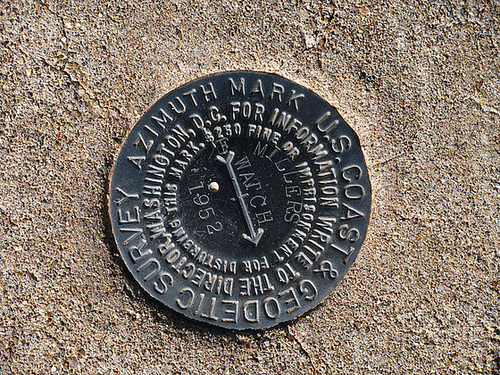 U.S. COAST & GEODETIC SURVEY AZIMUTH MARK
FOR INFORMATION WRITE TO THE DIRECTOR, WASHINGTON, D.C.
$250 FINE OR IMPRISONMENT FOR DISTURBING THIS MARK.
MILLERS
WATCH
1952